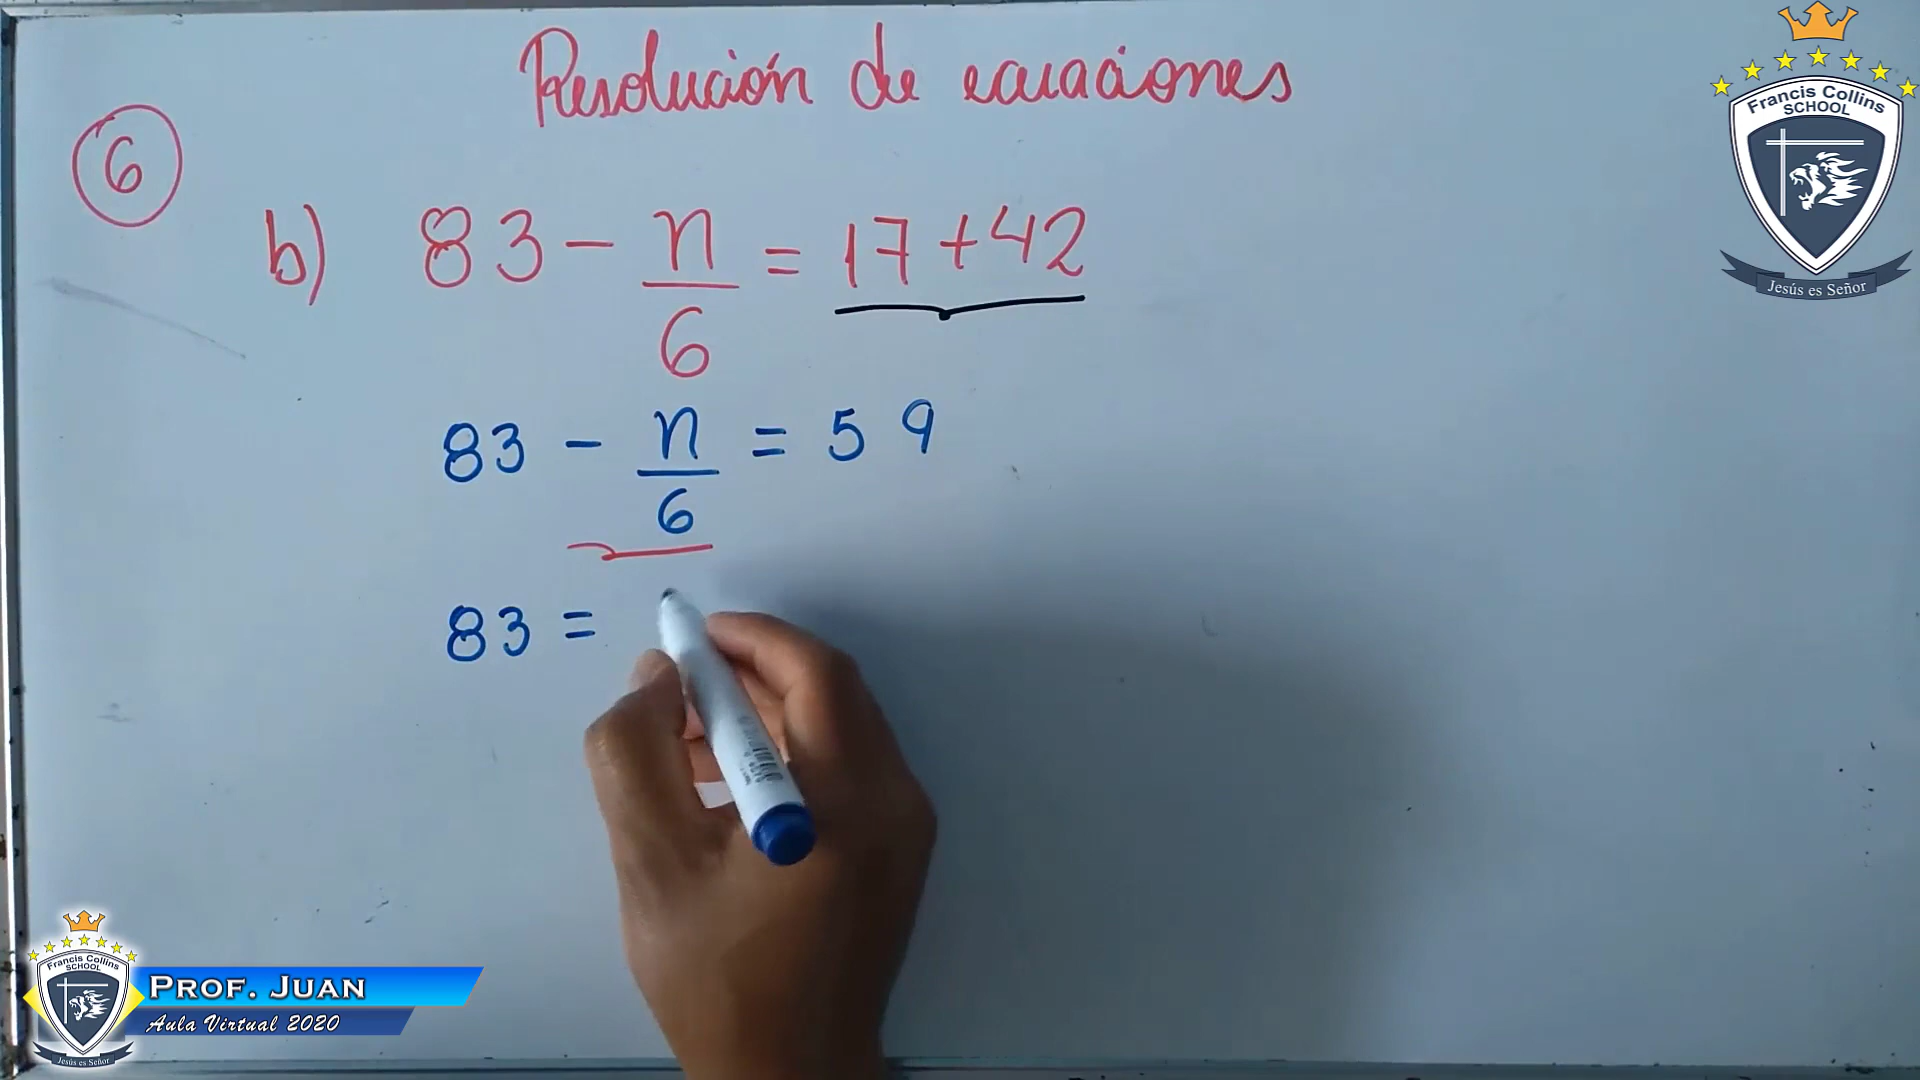 Resolución de ecuaciones
6
b) 83 - n/6 = 17 + 42
83 - n/6 = 59
83 =
Francis Collins
SCHOOL
Jesús es Señor
Francis Collins
SCHOOL
Jesús es Señor
PROF. JUAN
Aula Virtual 2020